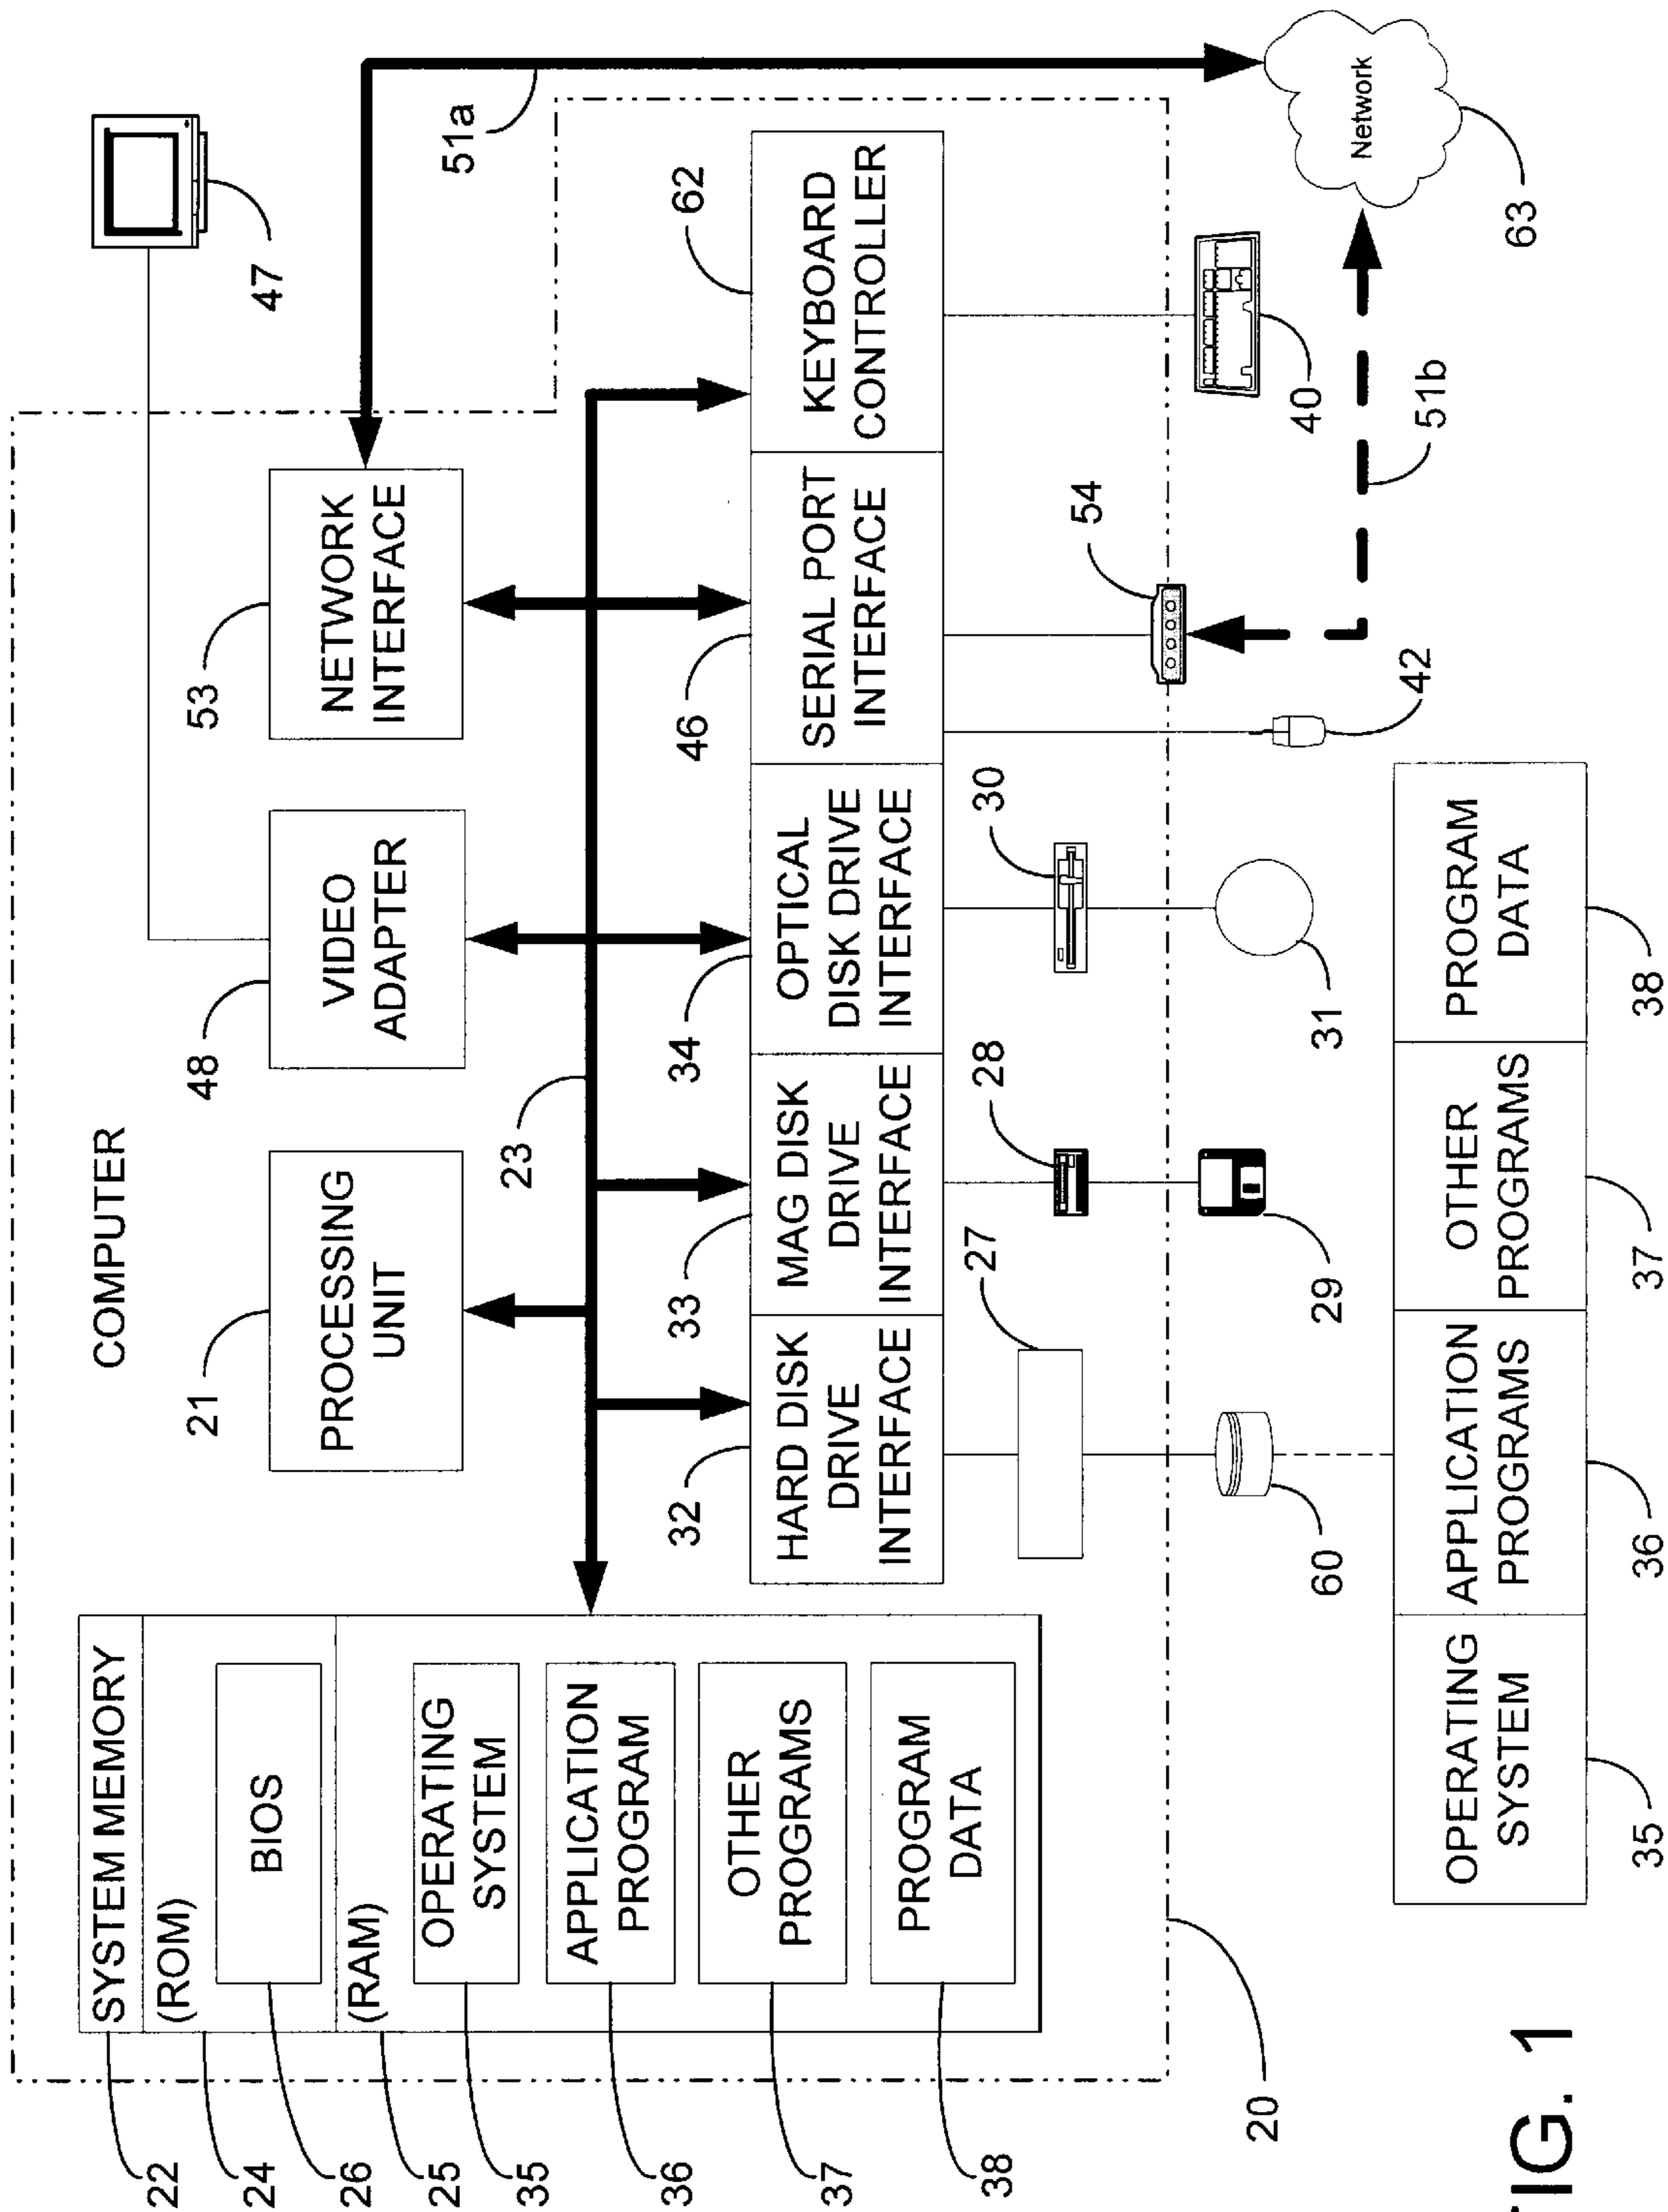 COMPUTER
22
SYSTEM MEMORY
24
(ROM)
26
BIOS
25
(RAM)
35
OPERATING
SYSTEM
36
APPLICATION
PROGRAM
37
OTHER
PROGRAMS
38
PROGRAM
DATA
21
PROCESSING
UNIT
48
VIDEO
ADAPTER
53
NETWORK
INTERFACE
47
51a
23
32
HARD DISK
DRIVE
INTERFACE
33
MAG DISK
DRIVE
INTERFACE
34
OPTICAL
DISK DRIVE
INTERFACE
46
SERIAL PORT
INTERFACE
62
KEYBOARD
CONTROLLER
27
28
30
54
60
29
31
42
40
51b
Network
63
20
OPERATING
SYSTEM
APPLICATION
PROGRAMS
OTHER
PROGRAMS
PROGRAM
DATA
35
36
37
38
FIG. 1